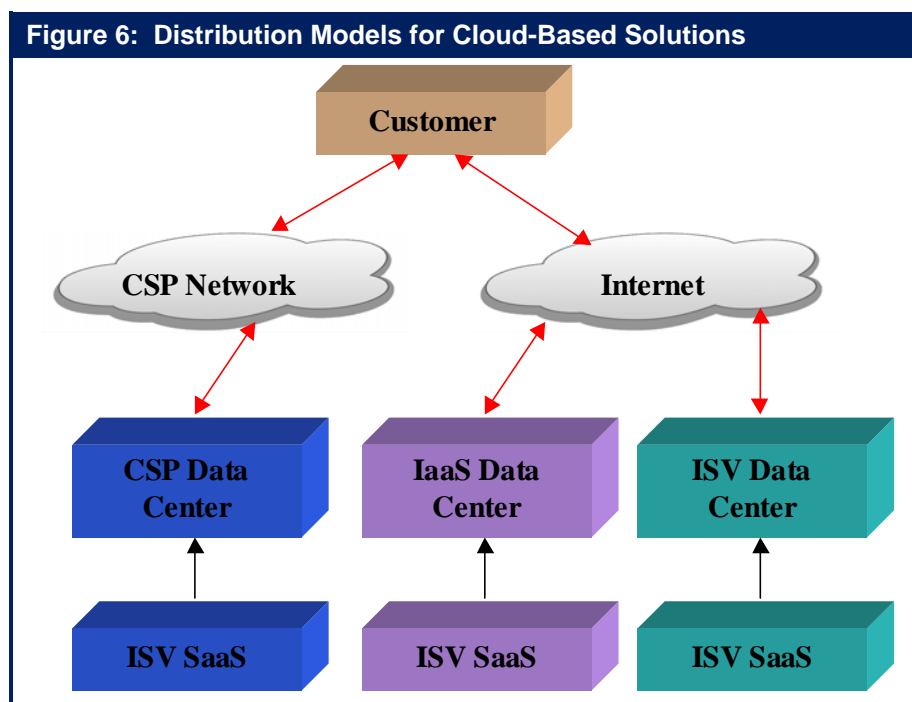 Figure 6: Distribution Models for Cloud-Based Solutions
Customer
CSP Network
Internet
CSP Data
Center
IaaS Data
Center
ISV Data
Center
ISV SaaS
ISV SaaS
ISV SaaS